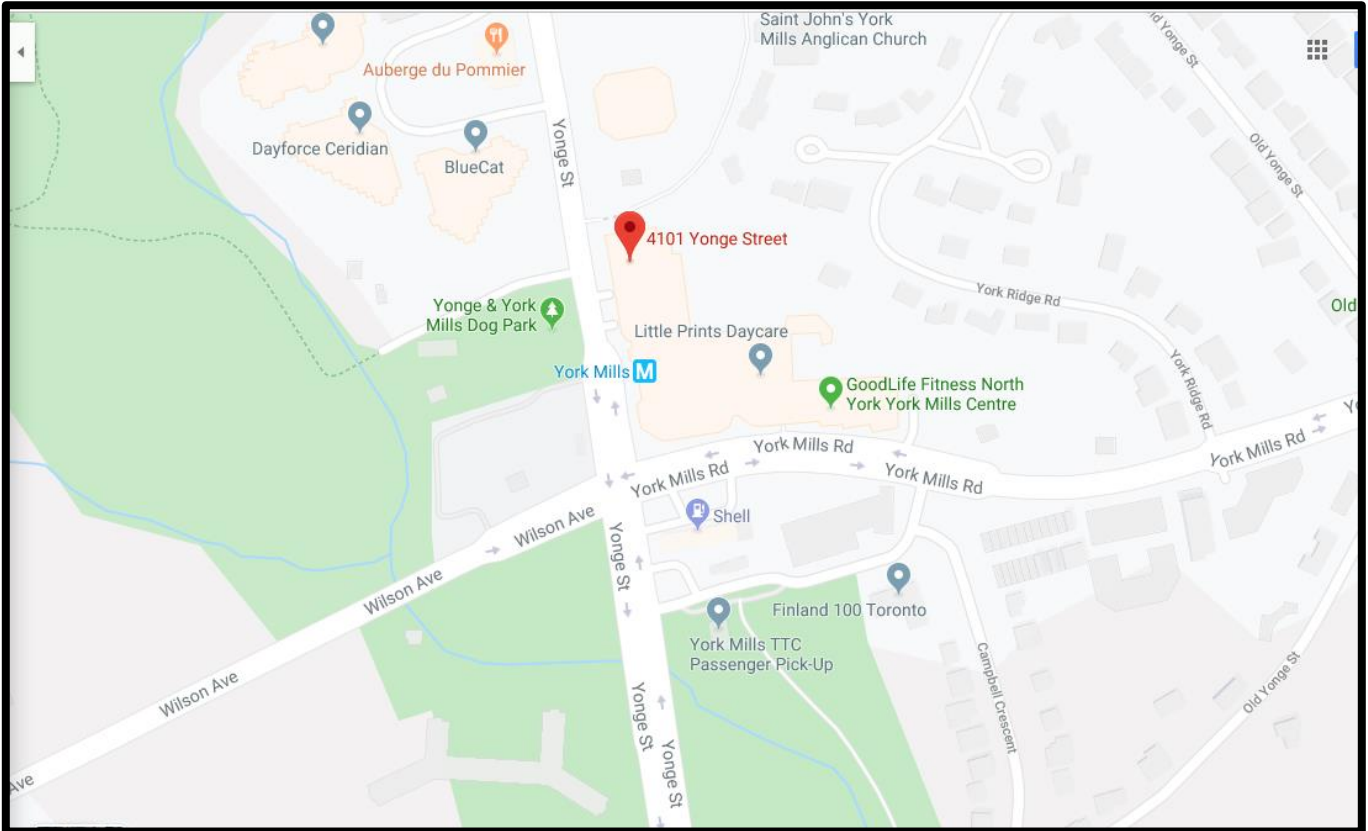 Saint John's York
Mills Anglican Church
Auberge du Pommier
Old Yonge St
Dayforce Ceridian
BlueCat
Yonge St
Old Yonge St
4101 Yonge Street
York Ridge Rd
Yonge & York
Mills Dog Park
Old
Little Prints Daycare
York Mills M
York Ridge Rd
GoodLife Fitness North
York York Mills Centre
York Mills Rd
York Mills Rd
York Mills Rd
York Mills Rd
Shell
Wilson Ave
Yonge St
Wilson Ave
Finland 100 Toronto
York Mills TTC
Passenger Pick-Up
Campbell Crescent
Wilson Ave
Old Yonge St
Yonge St
Yonge St
Ave